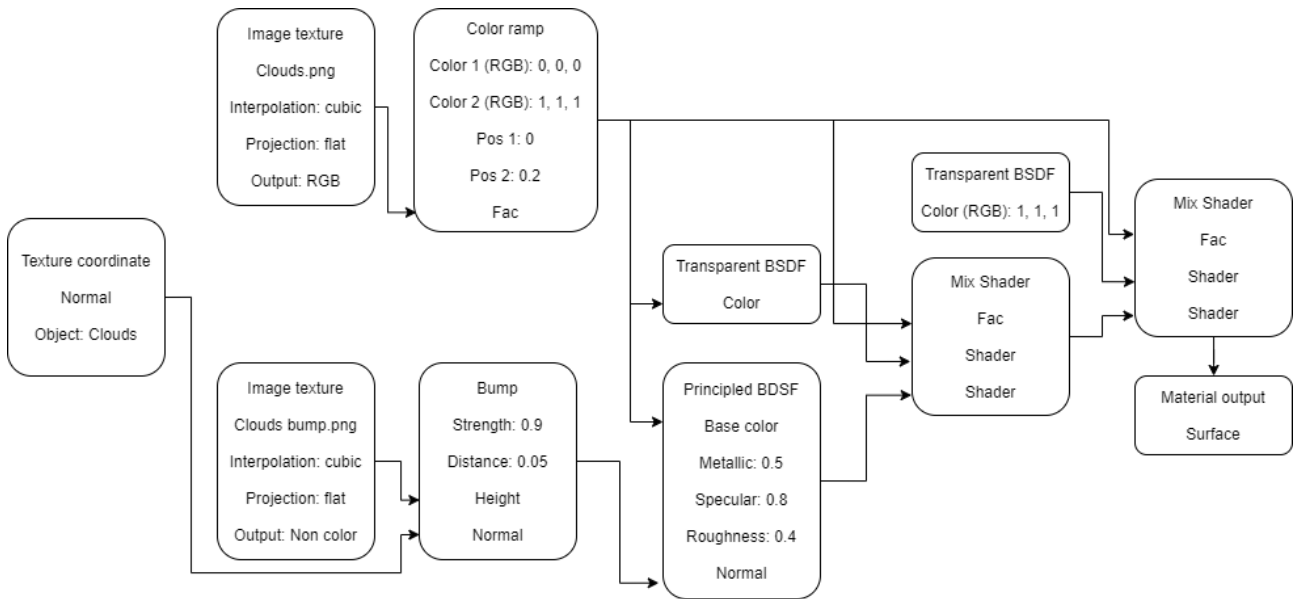 Image texture
Clouds.png
Interpolation: cubic
Projection: flat
Output: RGB
Color ramp
Color 1 (RGB): 0, 0, 0
Color 2 (RGB): 1, 1, 1
Pos 1: 0
Pos 2: 0.2
Fac
Texture coordinate
Normal
Object: Clouds
Image texture
Clouds bump.png
Interpolation: cubic
Projection: flat
Output: Non color
Bump
Strength: 0.9
Distance: 0.05
Height
Normal
Transparent BSDF
Color
Principled BDSF
Base color
Metallic: 0.5
Specular: 0.8
Roughness: 0.4
Normal
Transparent BSDF
Color (RGB): 1, 1, 1
Mix Shader
Fac
Shader
Shader
Mix Shader
Fac
Shader
Shader
Material output
Surface